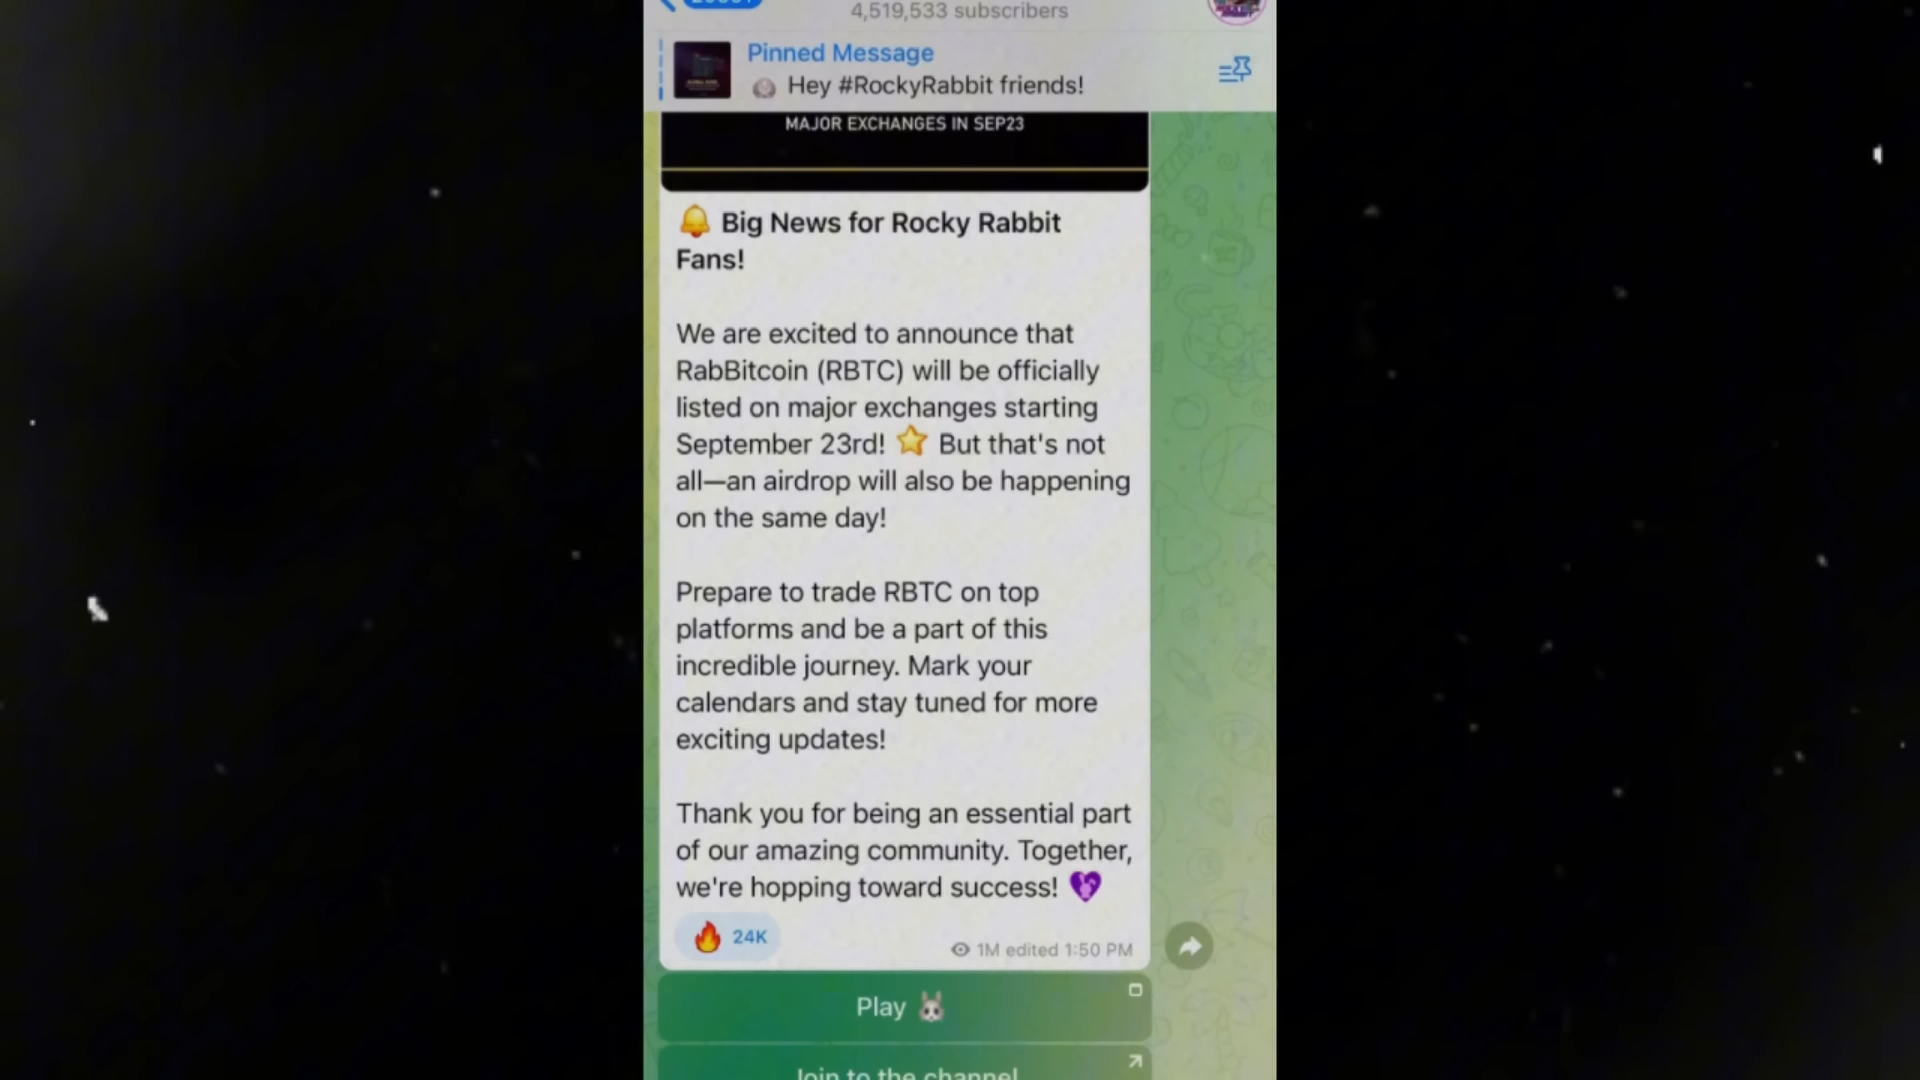 4,519,533 subscribers
Pinned Message
Hey #RockyRabbit friends!
MAJOR EXCHANGES IN SEP23
🔔 Big News for Rocky Rabbit
Fans!
We are excited to announce that
RabBitcoin (RBTC) will be officially
listed on major exchanges starting
September 23rd! ⭐ But that's not
all—an airdrop will also be happening
on the same day!
Prepare to trade RBTC on top
platforms and be a part of this
incredible journey. Mark your
calendars and stay tuned for more
exciting updates!
Thank you for being an essential part
of our amazing community. Together,
we're hopping toward success! 💜
🔥 24K
1M edited 1:50 PM
Play 🐰
Join to the channel